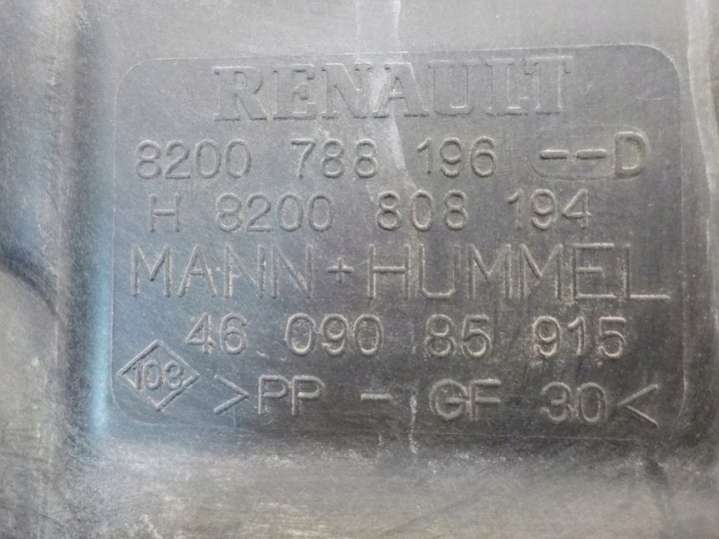 RENAULT
8200 788 196 --D
H 8200 808 194
MANN+HUMMEL
46 090 85 915
103 >PP - GF 30<